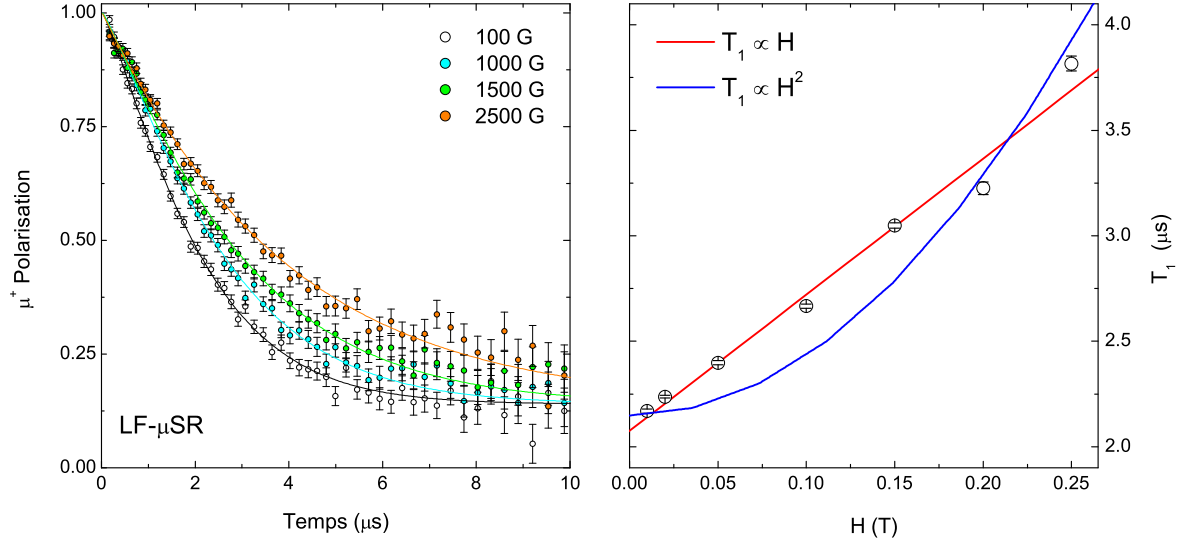 1.00
0.75
0.50
0.25
0.00
μ⁺ Polarisation
100 G
1000 G
1500 G
2500 G
LF-μSR
0
2
4
6
8
10
Temps (μs)
T₁ ∝ H
T₁ ∝ H²
4.0
3.5
3.0
2.5
2.0
T₁ (μs)
0.00
0.05
0.10
0.15
0.20
0.25
H (T)